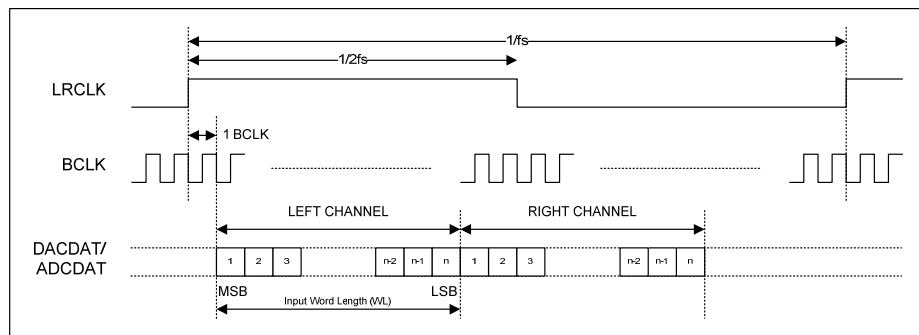 1/fs
1/2fs
LRCLK
1 BCLK
BCLK
LEFT CHANNEL RIGHT CHANNEL
DACDAT/
ADCDAT
1 2 3 n-2 n-1 n 1 2 3 n-2 n-1 n
MSB LSB
Input Word Length (WL)